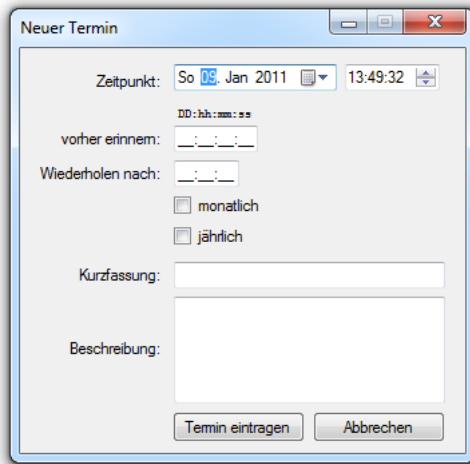 Neuer Termin
Zeitpunkt: So 09. Jan 2011 13:49:32
DD:hh:mm:ss
vorher erinnern: __:__:__:__
Wiederholen nach: __:__:__
monatlich
jährlich
Kurzfassung:
Beschreibung:
Termin eintragen Abbrechen